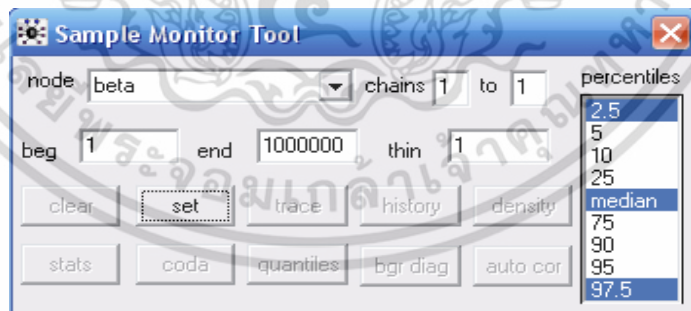 Sample Monitor Tool
node beta chains 1 to 1 percentiles
beg 1 end 1000000 thin 1
2.5
5
10
25
median
75
90
95
97.5
clear set trace history density
stats coda quantiles bgr diag auto cor